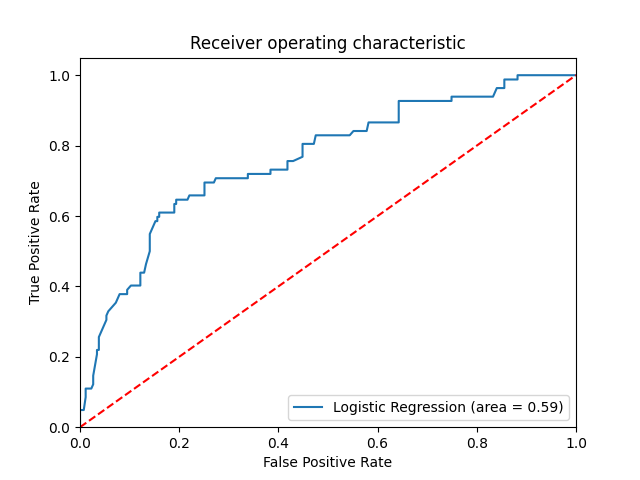 Receiver operating characteristic
True Positive Rate
1.0
0.8
0.6
0.4
0.2
0.0
Logistic Regression (area = 0.59)
0.0 0.2 0.4 0.6 0.8 1.0
False Positive Rate